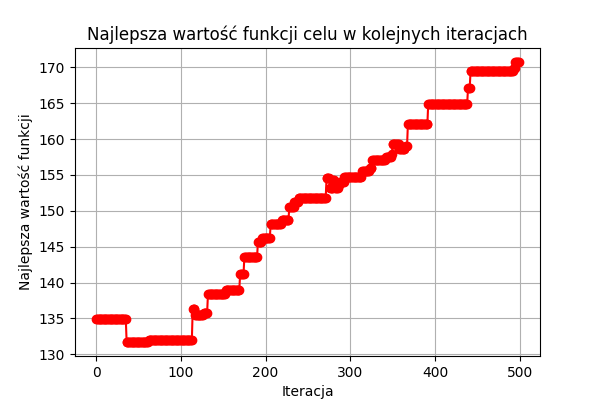 Najlepsza wartość funkcji celu w kolejnych iteracjach
Najlepsza wartość funkcji
170
165
160
155
150
145
140
135
130
0 100 200 300 400 500
Iteracja